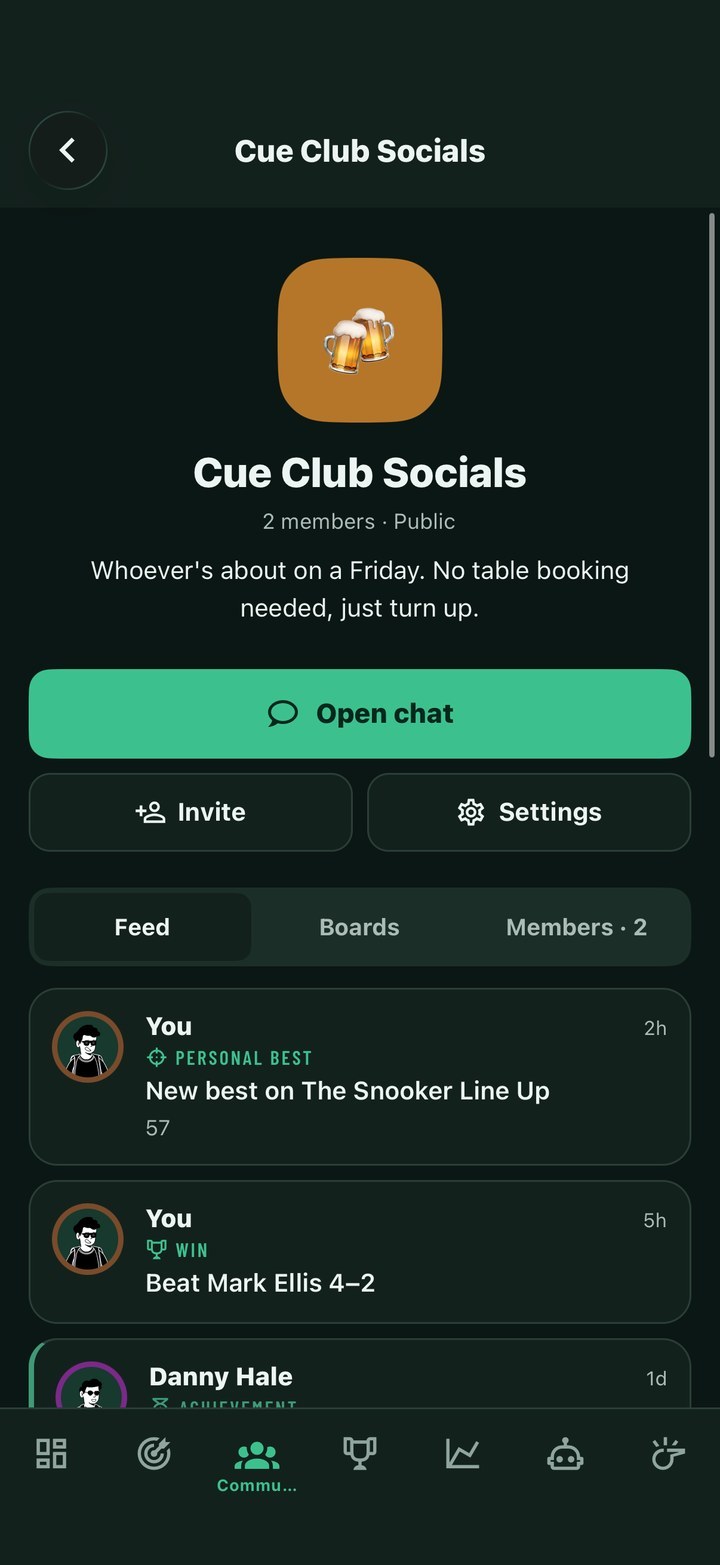 Cue Club Socials
Cue Club Socials
2 members · Public
Whoever's about on a Friday. No table booking
needed, just turn up.
Open chat
Invite
Settings
Feed
Boards
Members · 2
You
2h
PERSONAL BEST
New best on The Snooker Line Up
57
You
5h
WIN
Beat Mark Ellis 4–2
Danny Hale
1d
ACHIEVEMENT
Commu...